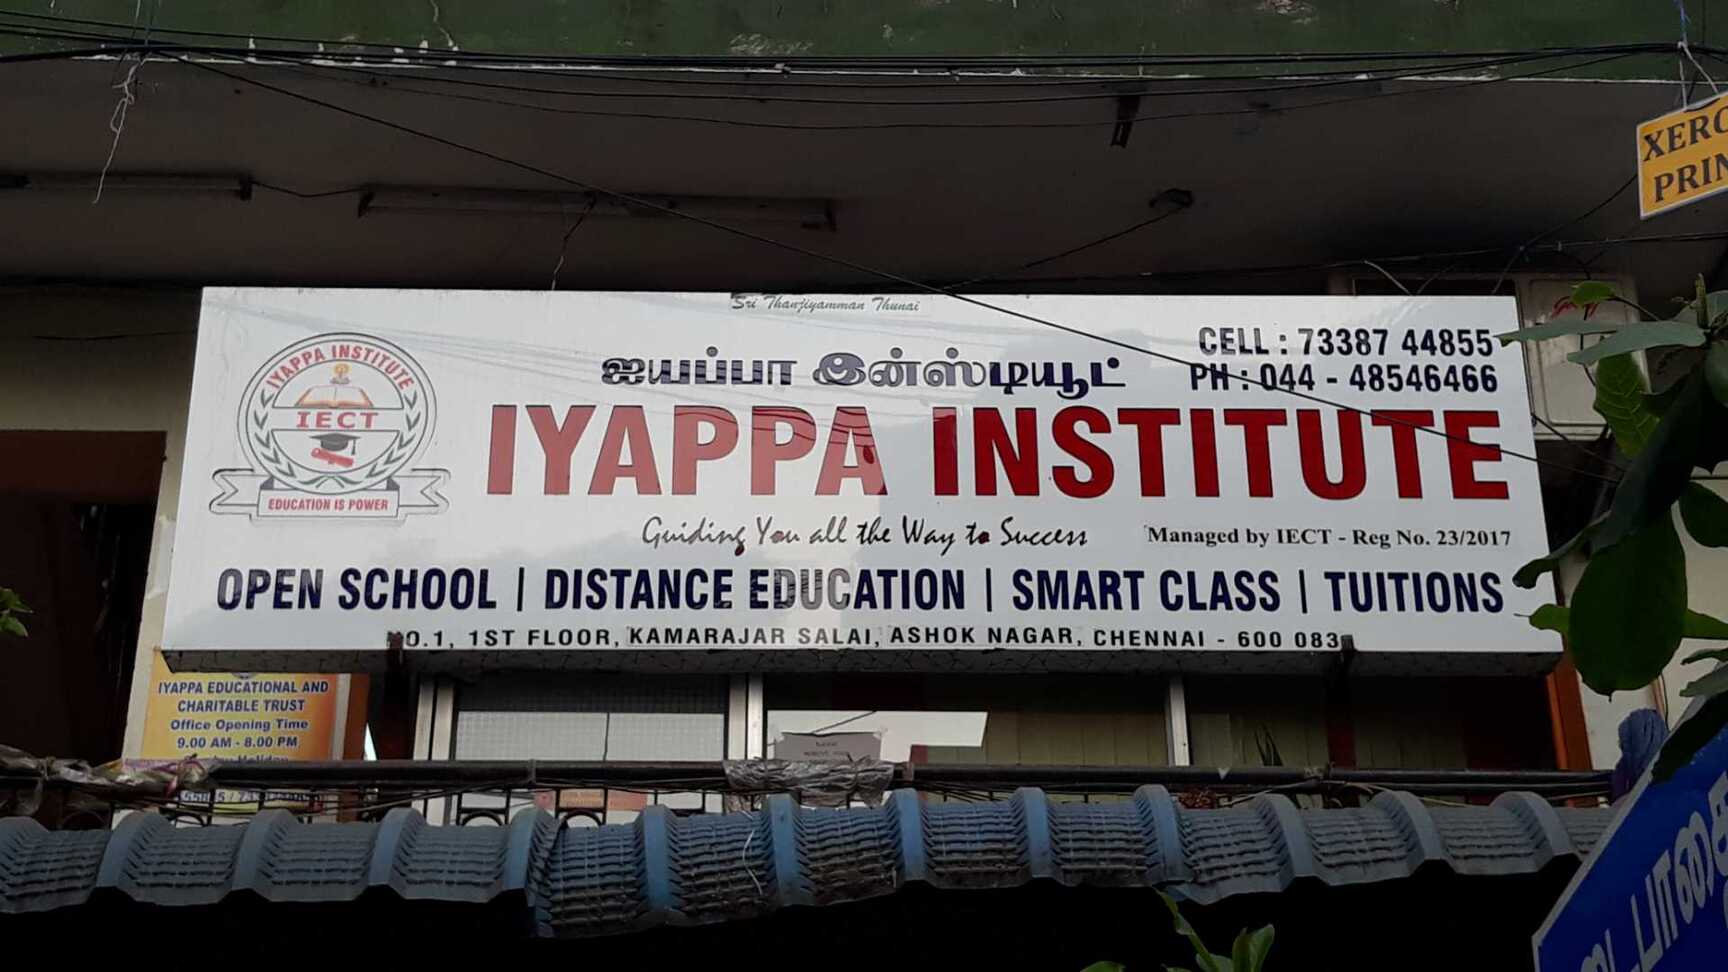 Sri Thanjiyamman Thunai
CELL : 73387 44855
PH : 044 - 48546466
ஐயப்பா இன்ஸ்டியூட்
IYAPPA INSTITUTE
IYAPPA INSTITUTE
IECT
EDUCATION IS POWER
Guiding You all the Way to Success
Managed by IECT - Reg No. 23/2017
OPEN SCHOOL | DISTANCE EDUCATION | SMART CLASS | TUITIONS
NO.1, 1ST FLOOR, KAMARAJAR SALAI, ASHOK NAGAR, CHENNAI - 600 083
IYAPPA EDUCATIONAL AND
CHARITABLE TRUST
Office Opening Time
9.00 AM - 8.00 PM
Holiday
XERO
PRIN